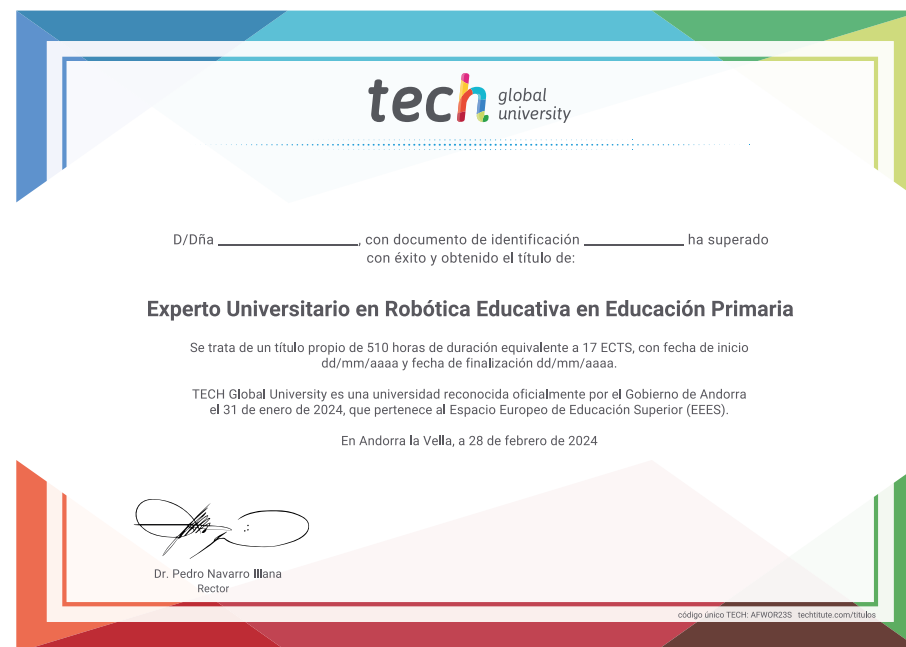 tech global university
D/Dña ______________, con documento de identificación __________ ha superado
con éxito y obtenido el título de:
Experto Universitario en Robótica Educativa en Educación Primaria
Se trata de un título propio de 510 horas de duración equivalente a 17 ECTS, con fecha de inicio
dd/mm/aaaa y fecha de finalización dd/mm/aaaa.
TECH Global University es una universidad reconocida oficialmente por el Gobierno de Andorra
el 31 de enero de 2024, que pertenece al Espacio Europeo de Educación Superior (EEES).
En Andorra la Vella, a 28 de febrero de 2024
Dr. Pedro Navarro Illana
Rector
código único TECH: AFWOR23S techtitute.com/titulos